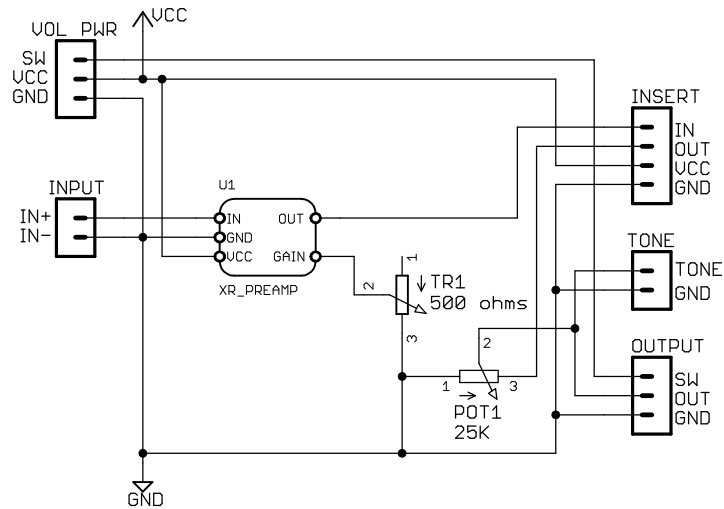 VCC
VOL PWR
SW
VCC
GND
INSERT
IN
OUT
VCC
GND
INPUT
IN+
IN-
U1
IN
OUT
GND
VCC
GAIN
XR_PREAMP
TONE
TONE
GND
1
2
TR1
500 ohms
3
2
1
3
POT1
25K
OUTPUT
SW
OUT
GND
GND